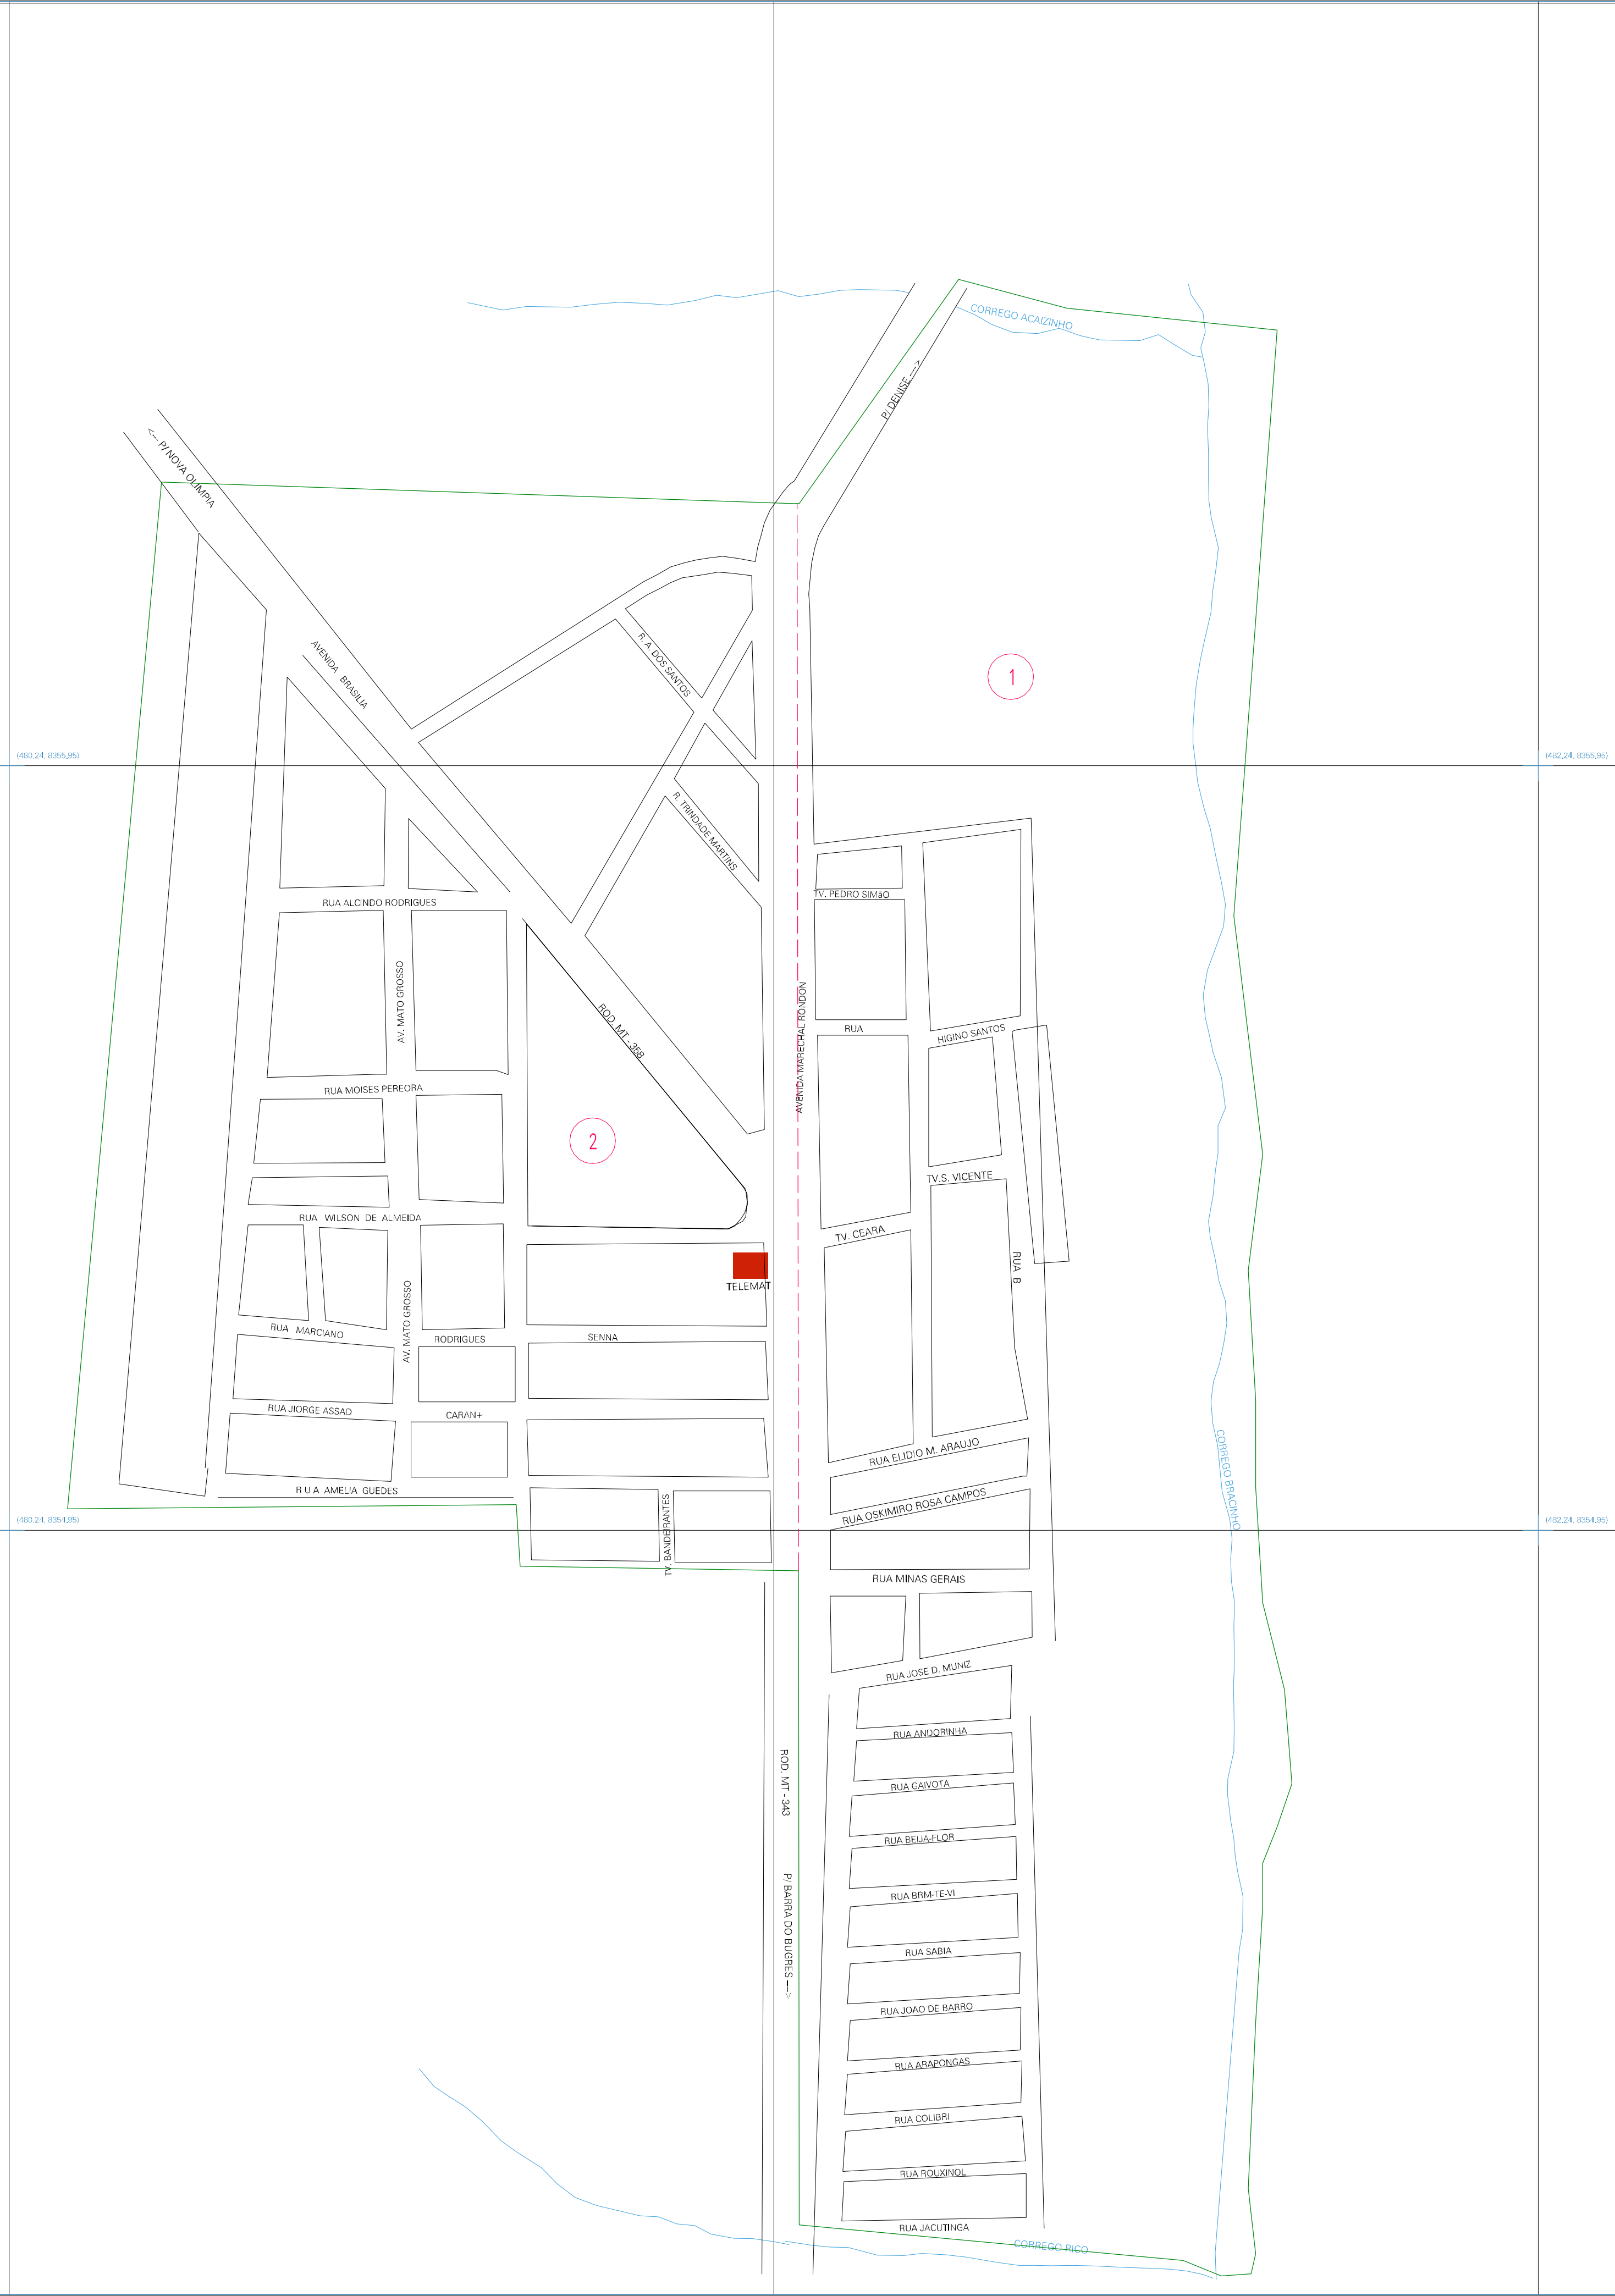 CORREGO ACAIZINHO
P/ DENISE --->
<--- P/ NOVA OLIMPIA
AVENIDA BRASILIA
R. A. DOS SANTOS
1
(480.24, 8355,95)
(482,24, 8355,95)
R. TRINDADE MARTINS
TV. PEDRO SIMãO
RUA ALCINDO RODRIGUES
AV. MATO GROSSO
AVENIDA MARECHAL RONDON
ROD. MT - 358
RUA
HIGINO SANTOS
RUA MOISES PEREORA
2
TV.S. VICENTE
RUA WILSON DE ALMEIDA
TV. CEARA
RUA B
TELEMAT
AV. MATO GROSSO
RUA MARCIANO
RODRIGUES
SENNA
RUA JIORGE ASSAD
CARAN+
RUA ELIDIO M. ARAUJO
CORREGO BRACINHO
RUA AMELIA GUEDES
RUA OSKIMIRO ROSA CAMPOS
(480.24, 8354,95)
(482,24, 8354,95)
TV. BANDEIRANTES
RUA MINAS GERAIS
RUA JOSE D. MUNIZ
RUA ANDORINHA
ROD. MT - 343
RUA GAIVOTA
RUA BEIJA-FLOR
P/ BARRA DO BUGRES --->
RUA BRM-TE-VI
RUA SABIA
RUA JOAO DE BARRO
RUA ARAPONGAS
RUA COLIBRI
RUA ROUXINOL
RUA JACUTINGA
CORREGO RICO